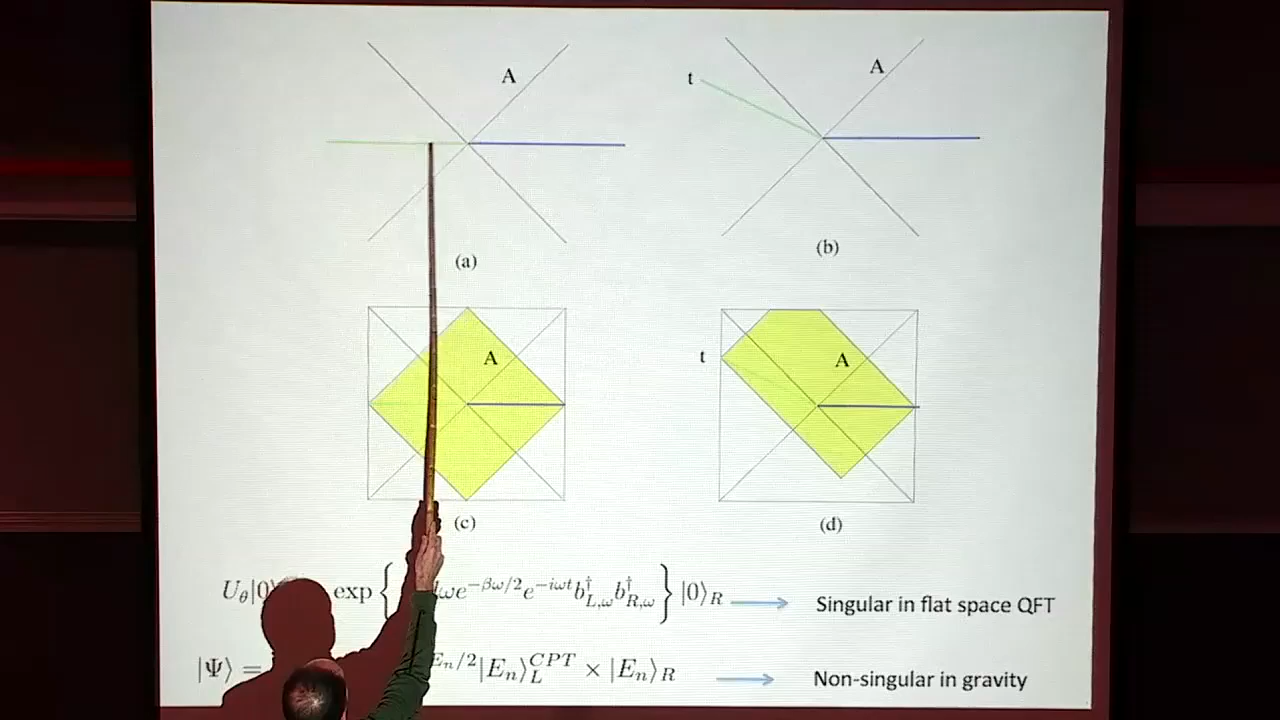 A
t A
(a)
(b)
A
t A
(c)
(d)
U_θ|0⟩ exp { dωe^{-βω/2}e^{-iωt}b^†_{L,ω}b^†_{R,ω} } |0⟩_R Singular in flat space QFT
|Ψ⟩ = E_n/2|E_n⟩_L^{CPT} × |E_n⟩_R Non-singular in gravity